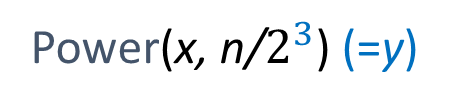 Power(x, n/2³) (=y)